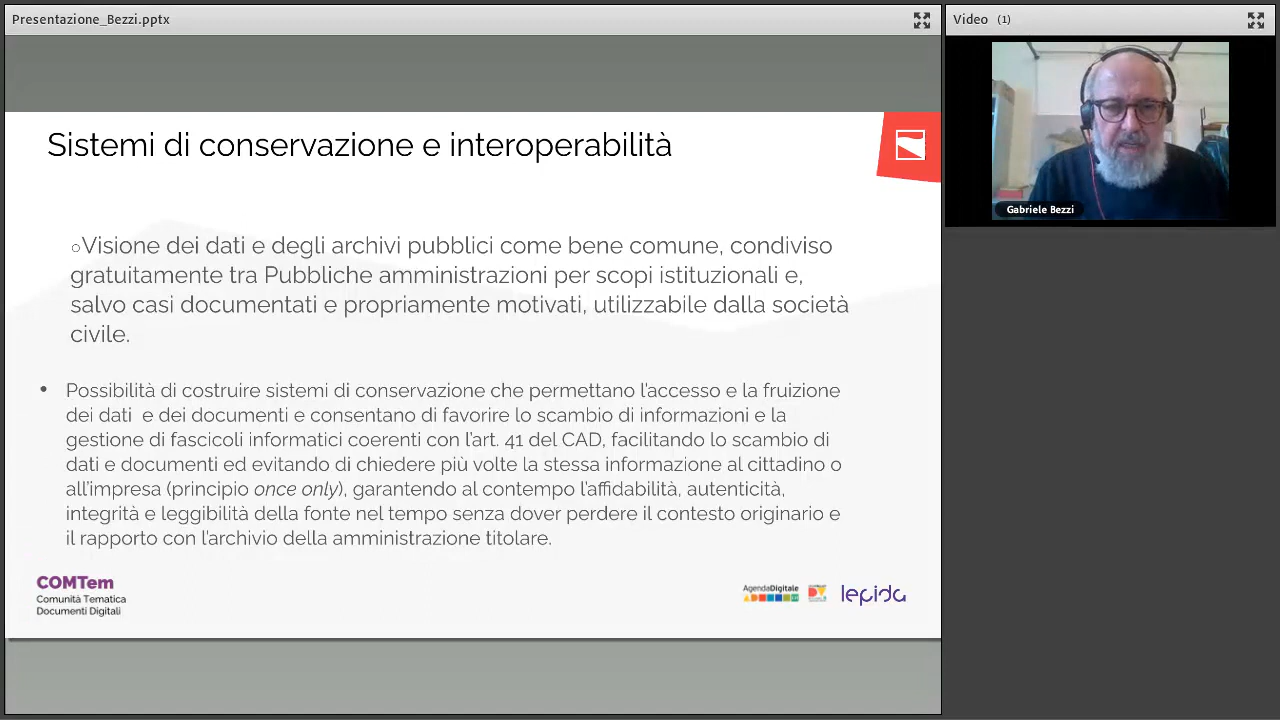 Presentazione_Bezzi.pptx
Video (1)
Sistemi di conservazione e interoperabilità
○Visione dei dati e degli archivi pubblici come bene comune, condiviso
gratuitamente tra Pubbliche amministrazioni per scopi istituzionali e,
salvo casi documentati e propriamente motivati, utilizzabile dalla società
civile.
• Possibilità di costruire sistemi di conservazione che permettano l'accesso e la fruizione
dei dati e dei documenti e consentano di favorire lo scambio di informazioni e la
gestione di fascicoli informatici coerenti con l'art. 41 del CAD, facilitando lo scambio di
dati e documenti ed evitando di chiedere più volte la stessa informazione al cittadino o
all'impresa (principio once only), garantendo al contempo l'affidabilità, autenticità,
integrità e leggibilità della fonte nel tempo senza dover perdere il contesto originario e
il rapporto con l'archivio della amministrazione titolare.
COMTem
Comunità Tematica
Documenti Digitali
AgendaDigitale
lepida
Gabriele Bezzi